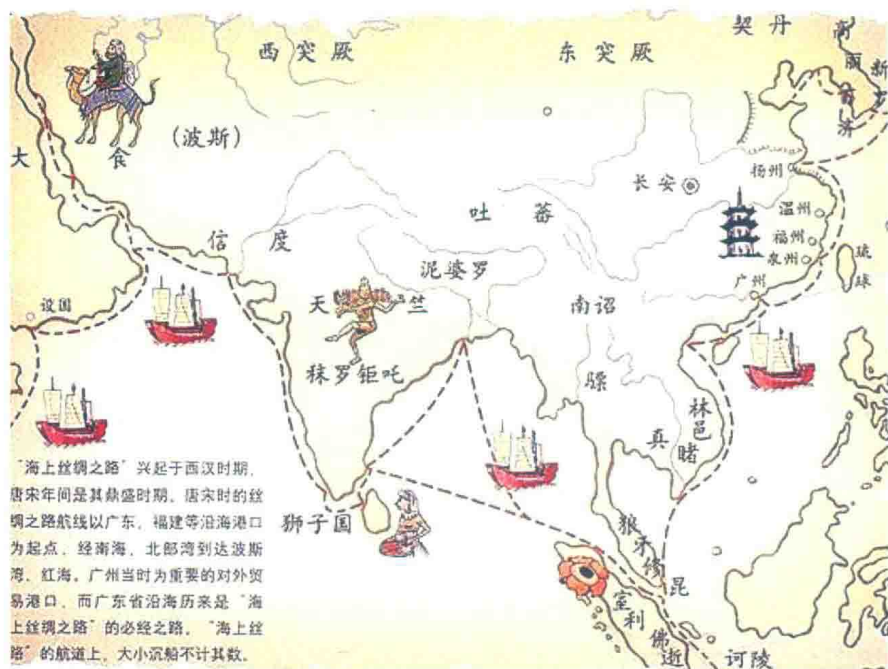 西突厥
东突厥
契丹
高丽
新罗
百济
大食
(波斯)
长安
扬州
温州
福州
泉州
广州
琉球
吐蕃
信度
泥婆罗
天竺
南诏
设国
秣罗钜吒
骠
林邑
真腊
狮子国
狼牙修
昆
室利佛逝
诃陵
“海上丝绸之路”兴起于西汉时期，
唐宋年间是其鼎盛时期。唐宋时的丝
绸之路航线以广东、福建等沿海港口
为起点，经南海、北部湾到达波斯
湾、红海。广州当时为重要的对外贸
易港口，而广东省沿海历来是“海
上丝绸之路”的必经之路。“海上丝
路”的航道上，大小沉船不计其数。